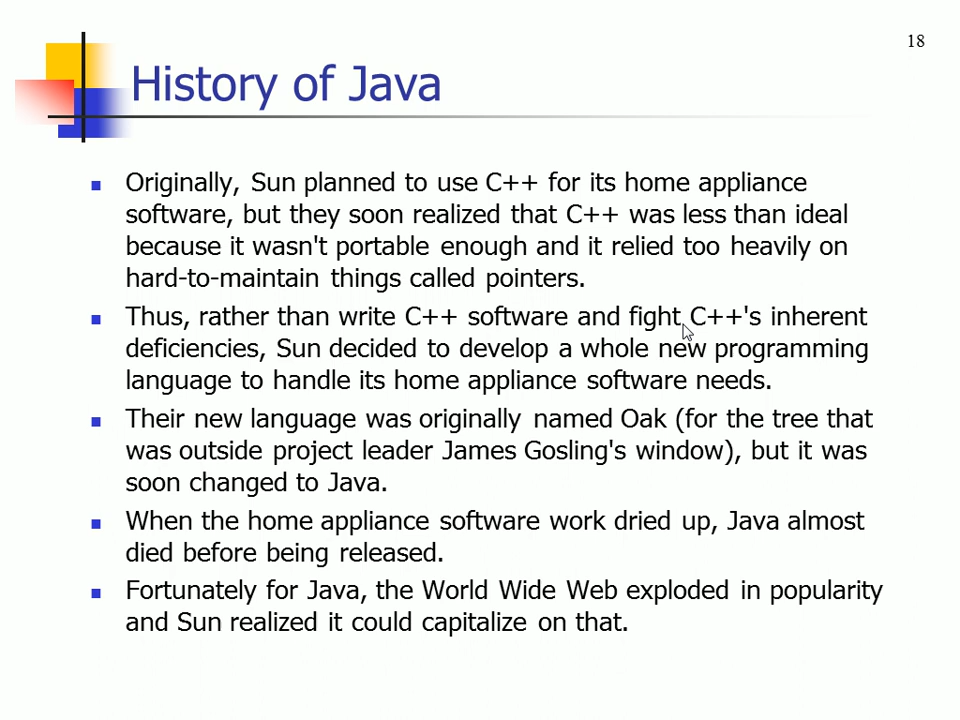 18
History of Java
Originally, Sun planned to use C++ for its home appliance
software, but they soon realized that C++ was less than ideal
because it wasn't portable enough and it relied too heavily on
hard-to-maintain things called pointers.
Thus, rather than write C++ software and fight C++'s inherent
deficiencies, Sun decided to develop a whole new programming
language to handle its home appliance software needs.
Their new language was originally named Oak (for the tree that
was outside project leader James Gosling's window), but it was
soon changed to Java.
When the home appliance software work dried up, Java almost
died before being released.
Fortunately for Java, the World Wide Web exploded in popularity
and Sun realized it could capitalize on that.